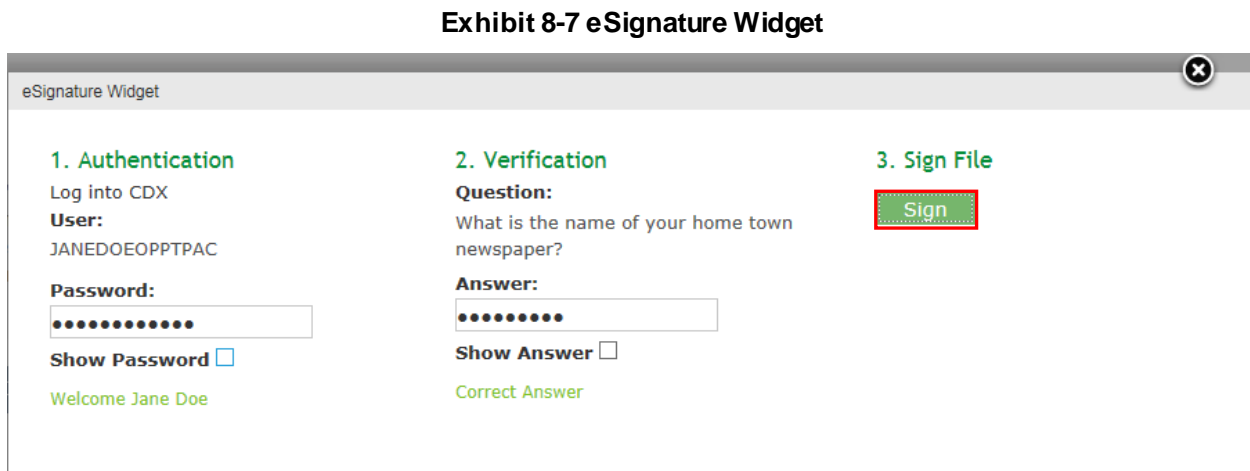 Exhibit 8-7 eSignature Widget
eSignature Widget
1. Authentication
Log into CDX
User:
JANEDOEOPPTPAC
Password:
••••••••••••
Show Password
Welcome Jane Doe
2. Verification
Question:
What is the name of your home town
newspaper?
Answer:
•••••••••
Show Answer
Correct Answer
3. Sign File
Sign